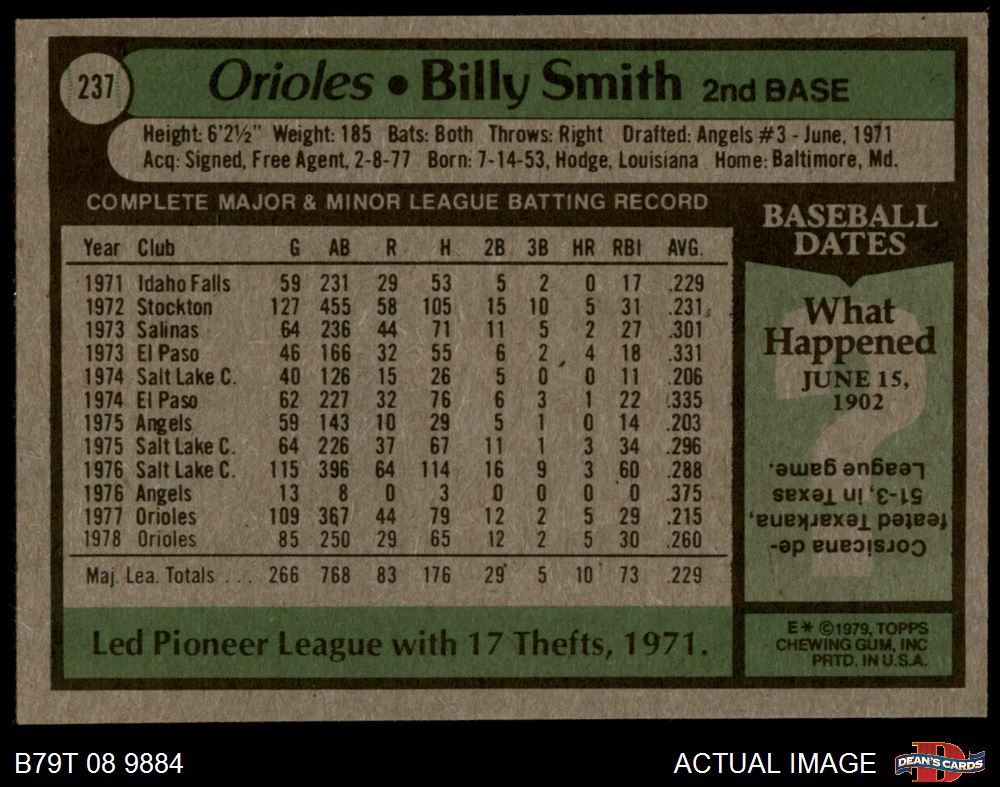 237
Orioles • Billy Smith 2nd BASE
Height: 6'2½" Weight: 185 Bats: Both Throws: Right Drafted: Angels #3 - June, 1971
Acq: Signed, Free Agent, 2-8-77 Born: 7-14-53, Hodge, Louisiana Home: Baltimore, Md.
COMPLETE MAJOR & MINOR LEAGUE BATTING RECORD
Year Club G AB R H 2B 3B HR RBI AVG.
1971 Idaho Falls 59 231 29 53 5 2 0 17 .229
1972 Stockton 127 455 58 105 15 10 5 31 .231
1973 Salinas 64 236 44 71 11 5 2 27 .301
1973 El Paso 46 166 32 55 6 2 4 18 .331
1974 Salt Lake C. 40 126 15 26 5 0 0 11 .206
1974 El Paso 62 227 32 76 6 3 1 22 .335
1975 Angels 59 143 10 29 5 1 0 14 .203
1975 Salt Lake C. 64 226 37 67 11 1 3 34 .296
1976 Salt Lake C. 115 396 64 114 16 9 3 60 .288
1976 Angels 13 8 0 3 0 0 0 0 .375
1977 Orioles 109 367 44 79 12 2 5 29 .215
1978 Orioles 85 250 29 65 12 2 5 30 .260
Maj. Lea. Totals ... 266 768 83 176 29 5 10 73 .229
Led Pioneer League with 17 Thefts, 1971.
BASEBALL
DATES
What
Happened
JUNE 15,
1902
Corsicana de-
feated Texarkana,
51-3, in Texas
League game.
E* ©1979, TOPPS
CHEWING GUM, INC
PRTD. IN U.S.A.
B79T 08 9884
ACTUAL IMAGE
DEAN'S CARDS